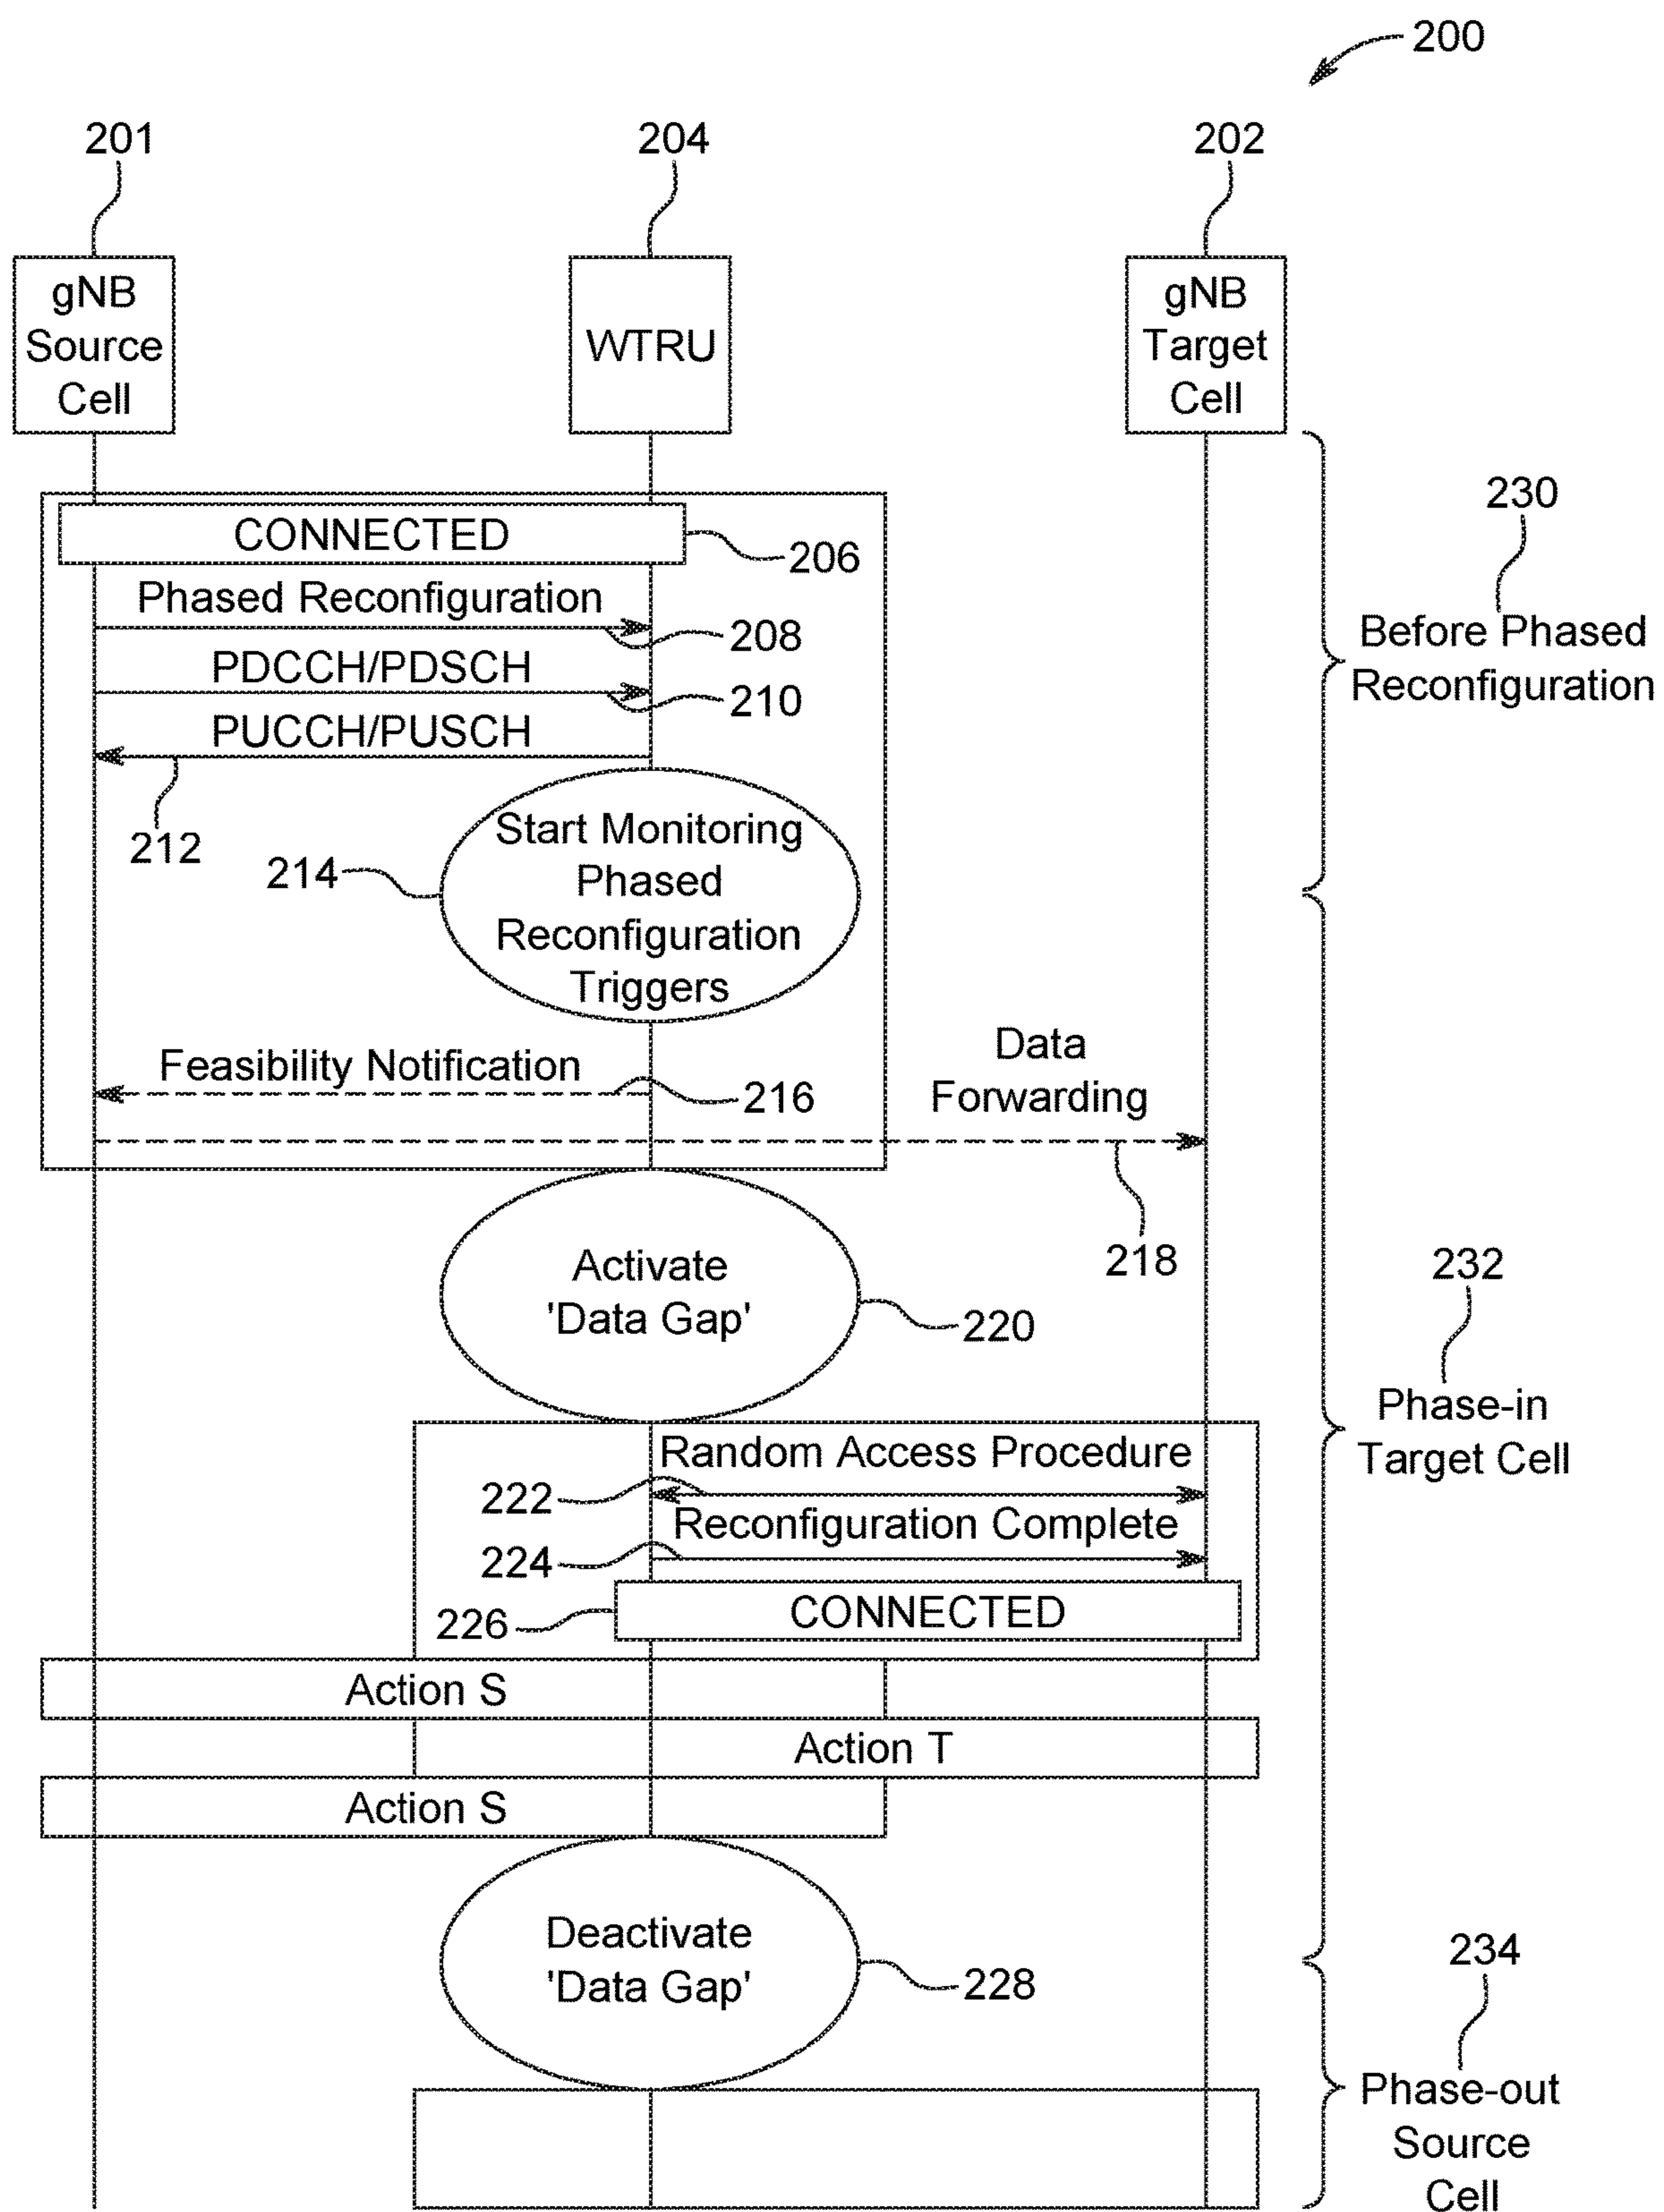 200
201
204
202
gNB
Source
Cell
WTRU
gNB
Target
Cell
CONNECTED
206
230
Before Phased
Reconfiguration
Phased Reconfiguration
208
PDCCH/PDSCH
210
PUCCH/PUSCH
212
214
Start Monitoring
Phased
Reconfiguration
Triggers
Feasibility Notification
216
Data
Forwarding
218
Activate
'Data Gap'
220
232
Phase-in
Target Cell
Random Access Procedure
222
Reconfiguration Complete
224
CONNECTED
226
Action S
Action T
Action S
Deactivate
'Data Gap'
228
234
Phase-out
Source
Cell